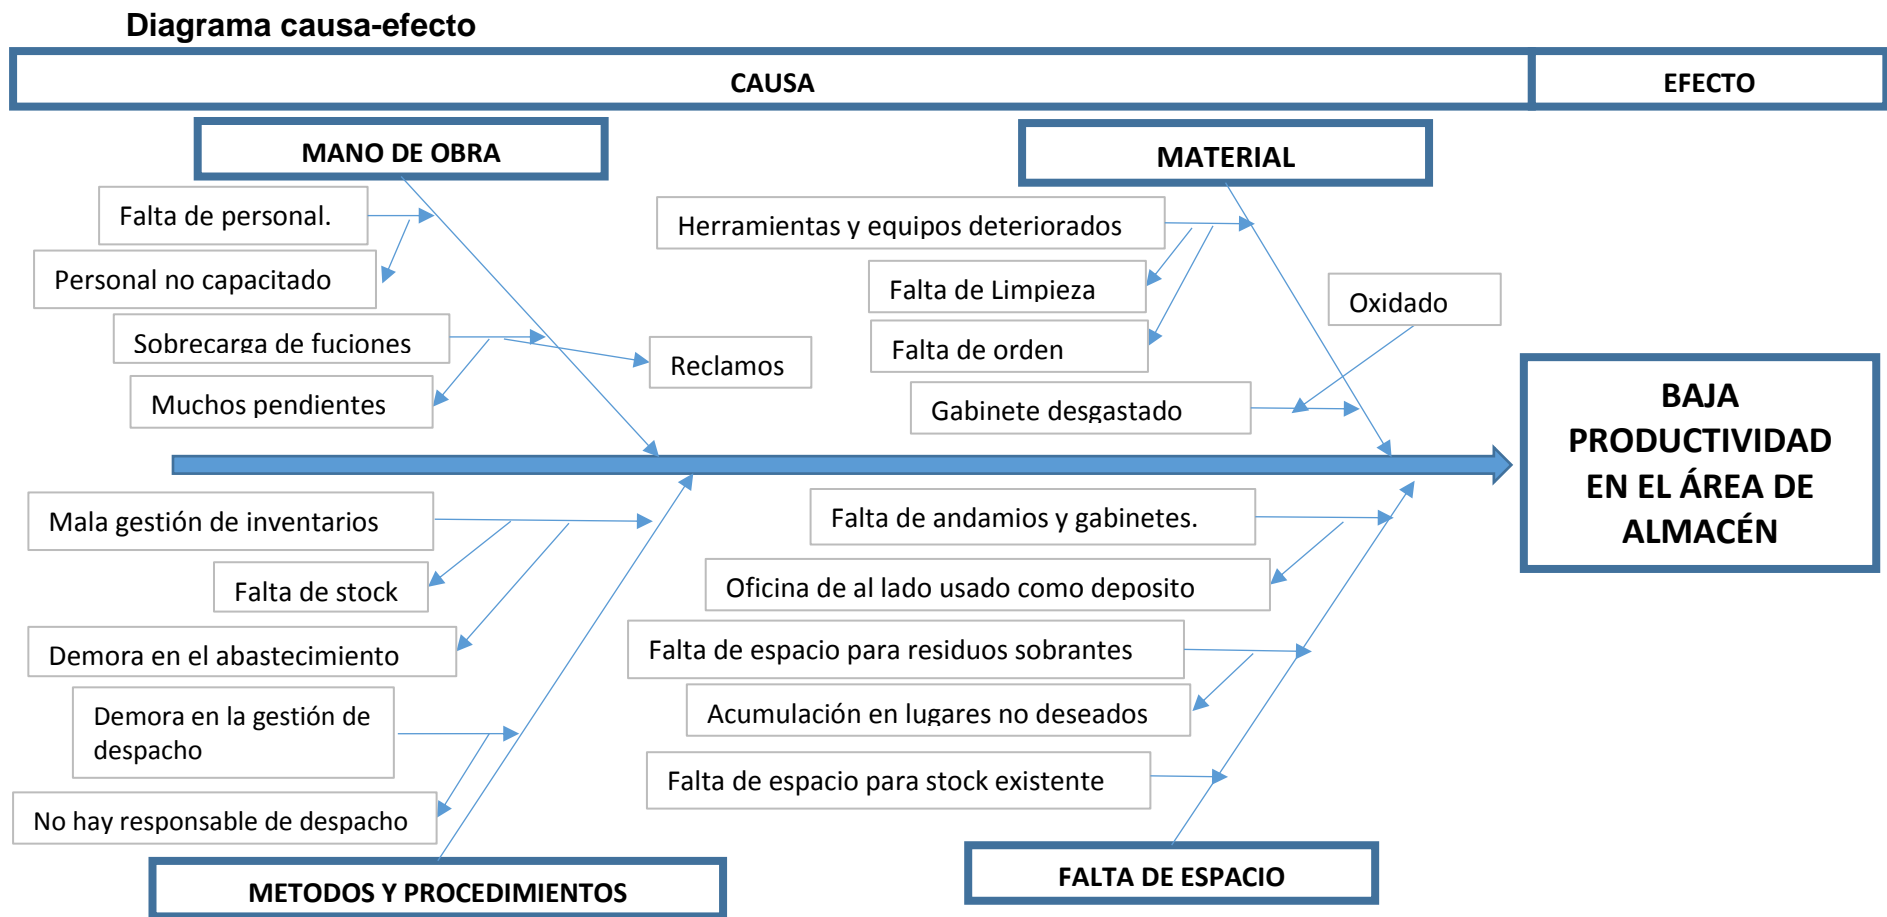 Diagrama causa-efecto
CAUSA
EFECTO
MANO DE OBRA
MATERIAL
Falta de personal.
Personal no capacitado
Sobrecarga de fuciones
Reclamos
Muchos pendientes
Herramientas y equipos deteriorados
Falta de Limpieza
Oxidado
Falta de orden
Gabinete desgastado
BAJA
PRODUCTIVIDAD
EN EL ÁREA DE
ALMACÉN
Mala gestión de inventarios
Falta de stock
Demora en el abastecimiento
Demora en la gestión de
despacho
No hay responsable de despacho
Falta de andamios y gabinetes.
Oficina de al lado usado como deposito
Falta de espacio para residuos sobrantes
Acumulación en lugares no deseados
Falta de espacio para stock existente
METODOS Y PROCEDIMIENTOS
FALTA DE ESPACIO